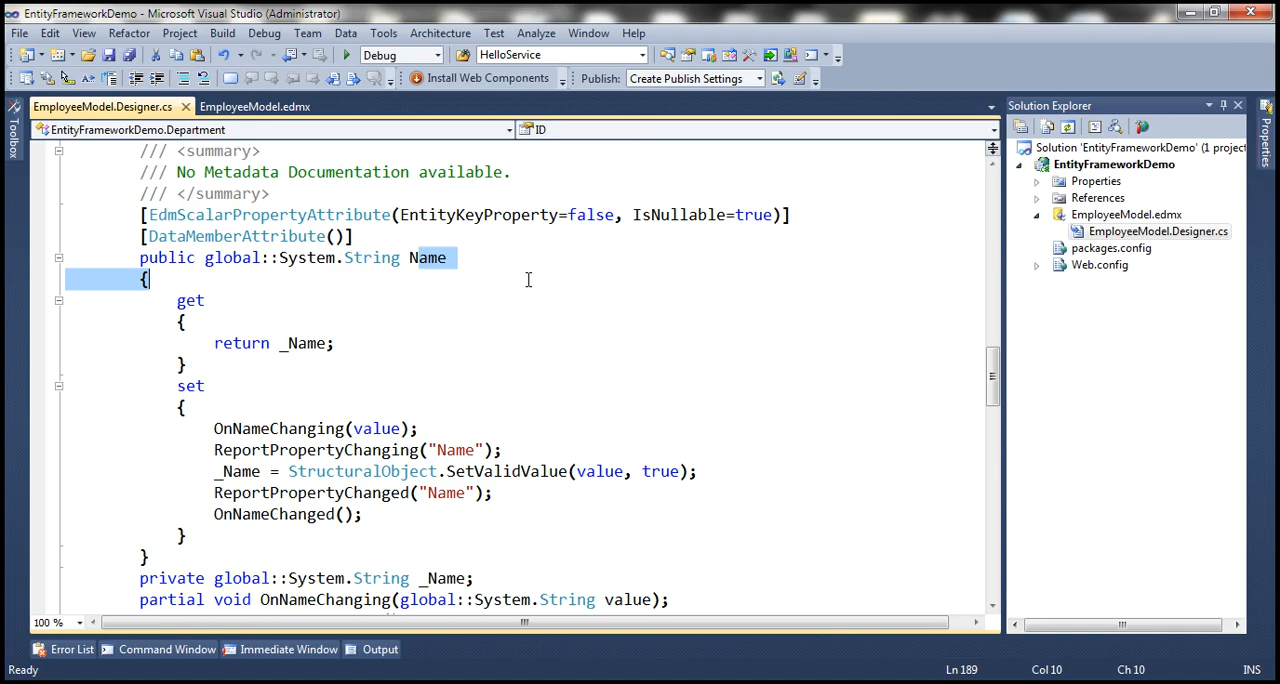 EntityFrameworkDemo - Microsoft Visual Studio (Administrator)
File Edit View Refactor Project Build Debug Team Data Tools Architecture Test Analyze Window Help
Debug HelloService
Install Web Components Publish: Create Publish Settings
EmployeeModel.Designer.cs EmployeeModel.edmx
EntityFrameworkDemo.Department ID
/// <summary>
/// No Metadata Documentation available.
/// </summary>
[EdmScalarPropertyAttribute(EntityKeyProperty=false, IsNullable=true)]
[DataMemberAttribute()]
public global::System.String Name
{
get
{
return _Name;
}
set
{
OnNameChanging(value);
ReportPropertyChanging("Name");
_Name = StructuralObject.SetValidValue(value, true);
ReportPropertyChanged("Name");
OnNameChanged();
}
}
private global::System.String _Name;
partial void OnNameChanging(global::System.String value);
100 %
Toolbox
Solution Explorer
Solution 'EntityFrameworkDemo' (1 project
EntityFrameworkDemo
Properties
References
EmployeeModel.edmx
EmployeeModel.Designer.cs
packages.config
Web.config
Properties
Error List Command Window Immediate Window Output
Ready Ln 189 Col 10 Ch 10 INS